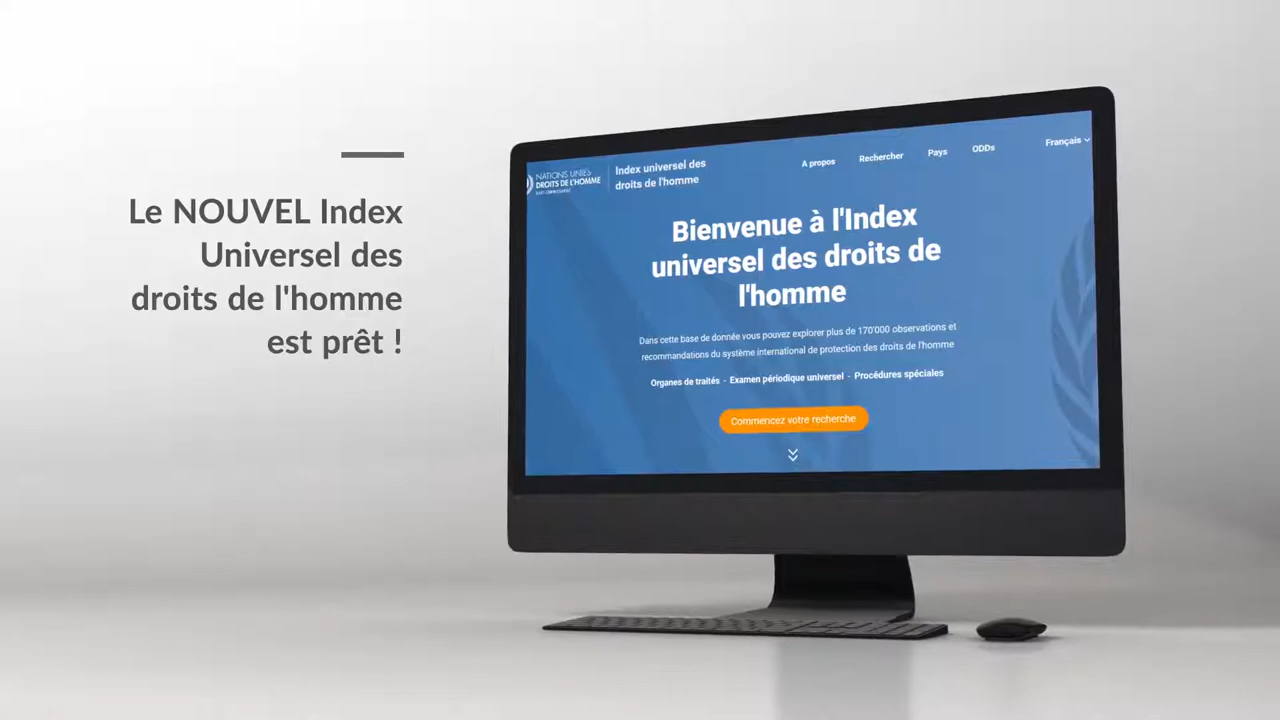 Le NOUVEL Index
Universel des
droits de l'homme
est prêt !
NATIONS UNIES
DROITS DE L'HOMME
HAUT-COMMISSARIAT
Index universel des
droits de l'homme
A propos
Rechercher
Pays
ODDs
Français
Bienvenue à l'Index
universel des droits de
l'homme
Dans cette base de donnée vous pouvez explorer plus de 170'000 observations et
recommandations du système international de protection des droits de l'homme
Organes de traités - Examen périodique universel - Procédures spéciales
Commencez votre recherche